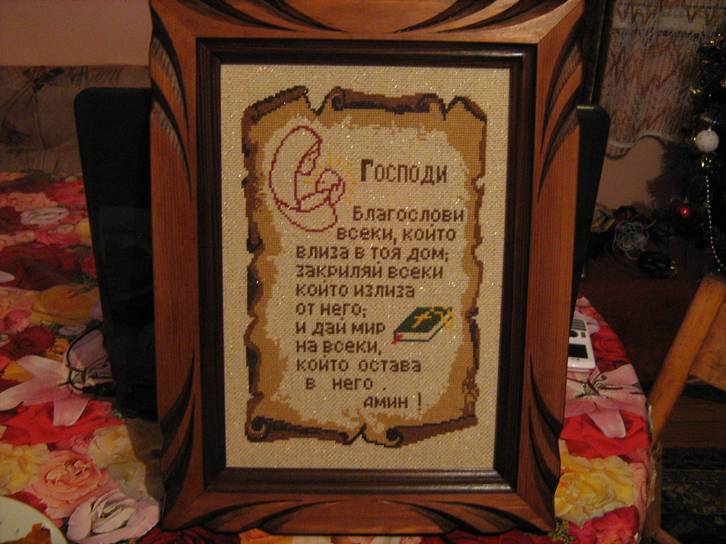 Господи
Благослови
всеки, който
влиза в тоя дом;
закриляй всеки
който излиза
от него;
и дай мир
на всеки,
който остава
в него.
амин!